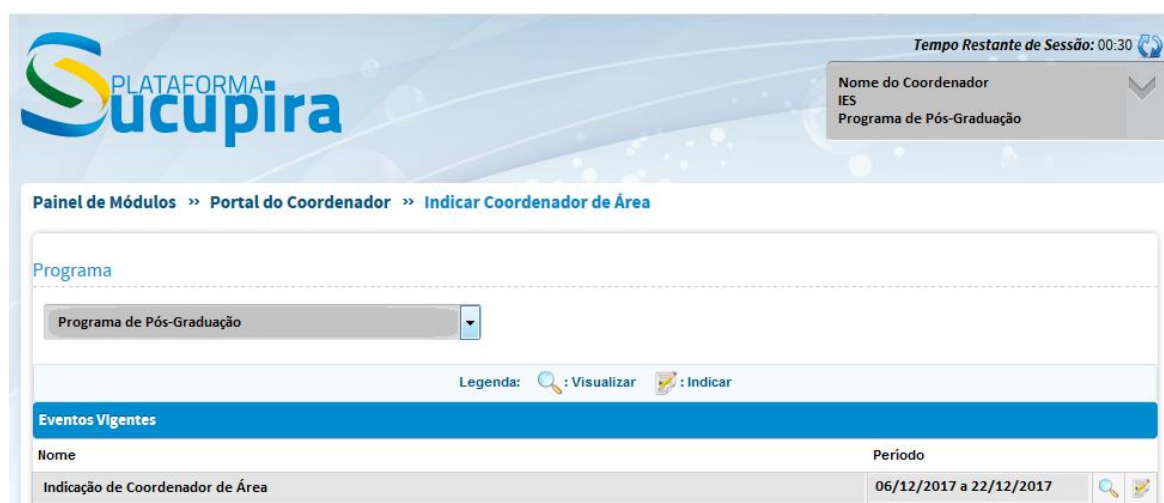 Tempo Restante de Sessão: 00:30
PLATAFORMA
Sucupira
Nome do Coordenador
IES
Programa de Pós-Graduação
Painel de Módulos » Portal do Coordenador » Indicar Coordenador de Área
Programa
Programa de Pós-Graduação
Legenda: : Visualizar : Indicar
Eventos VIgentes
Nome Período
Indicação de Coordenador de Área 06/12/2017 a 22/12/2017